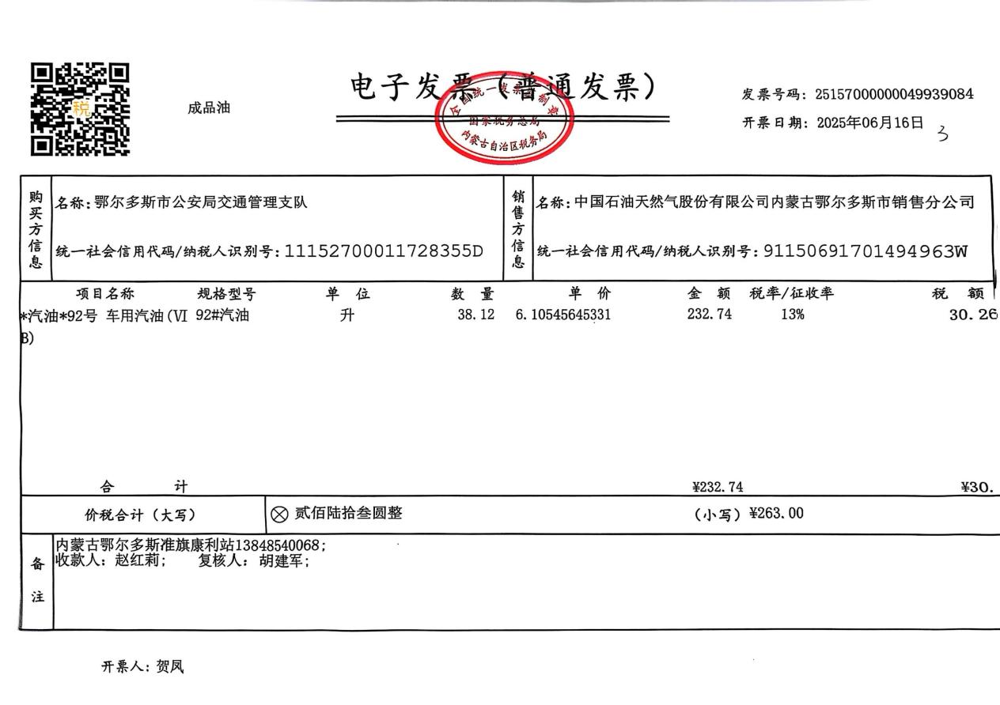 电子发票（普通发票）
全国统一发票监制章
国家税务总局
内蒙古自治区税务局
税
成品油
发票号码：25157000000049939084
开票日期：2025年06月16日
3
购买方信息
名称：鄂尔多斯市公安局交通管理支队
统一社会信用代码/纳税人识别号：11152700011728355D
销售方信息
名称：中国石油天然气股份有限公司内蒙古鄂尔多斯市销售分公司
统一社会信用代码/纳税人识别号：91150691701494963W
项目名称 规格型号 单 位 数 量 单 价 金 额 税率/征收率 税 额
*汽油*92号 车用汽油(VI 92#汽油 升 38.12 6.10545645331 232.74 13% 30.26
B)
合 计 ¥232.74 ¥30.
价税合计（大写） ⊗ 贰佰陆拾叁圆整 （小写）¥263.00
备注
内蒙古鄂尔多斯准旗康利站13848540068;
收款人：赵红莉； 复核人：胡建军；
开票人：贺凤